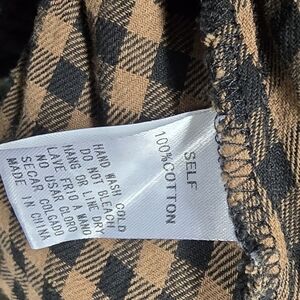 SELF
100%COTTON
HAND WASH COLD
DO NOT BLEACH
HANG OR LINE DRY
LAVE FRIO A MANO
NO USAR CLORO
SECAR COLGADO
MADE IN CHINA